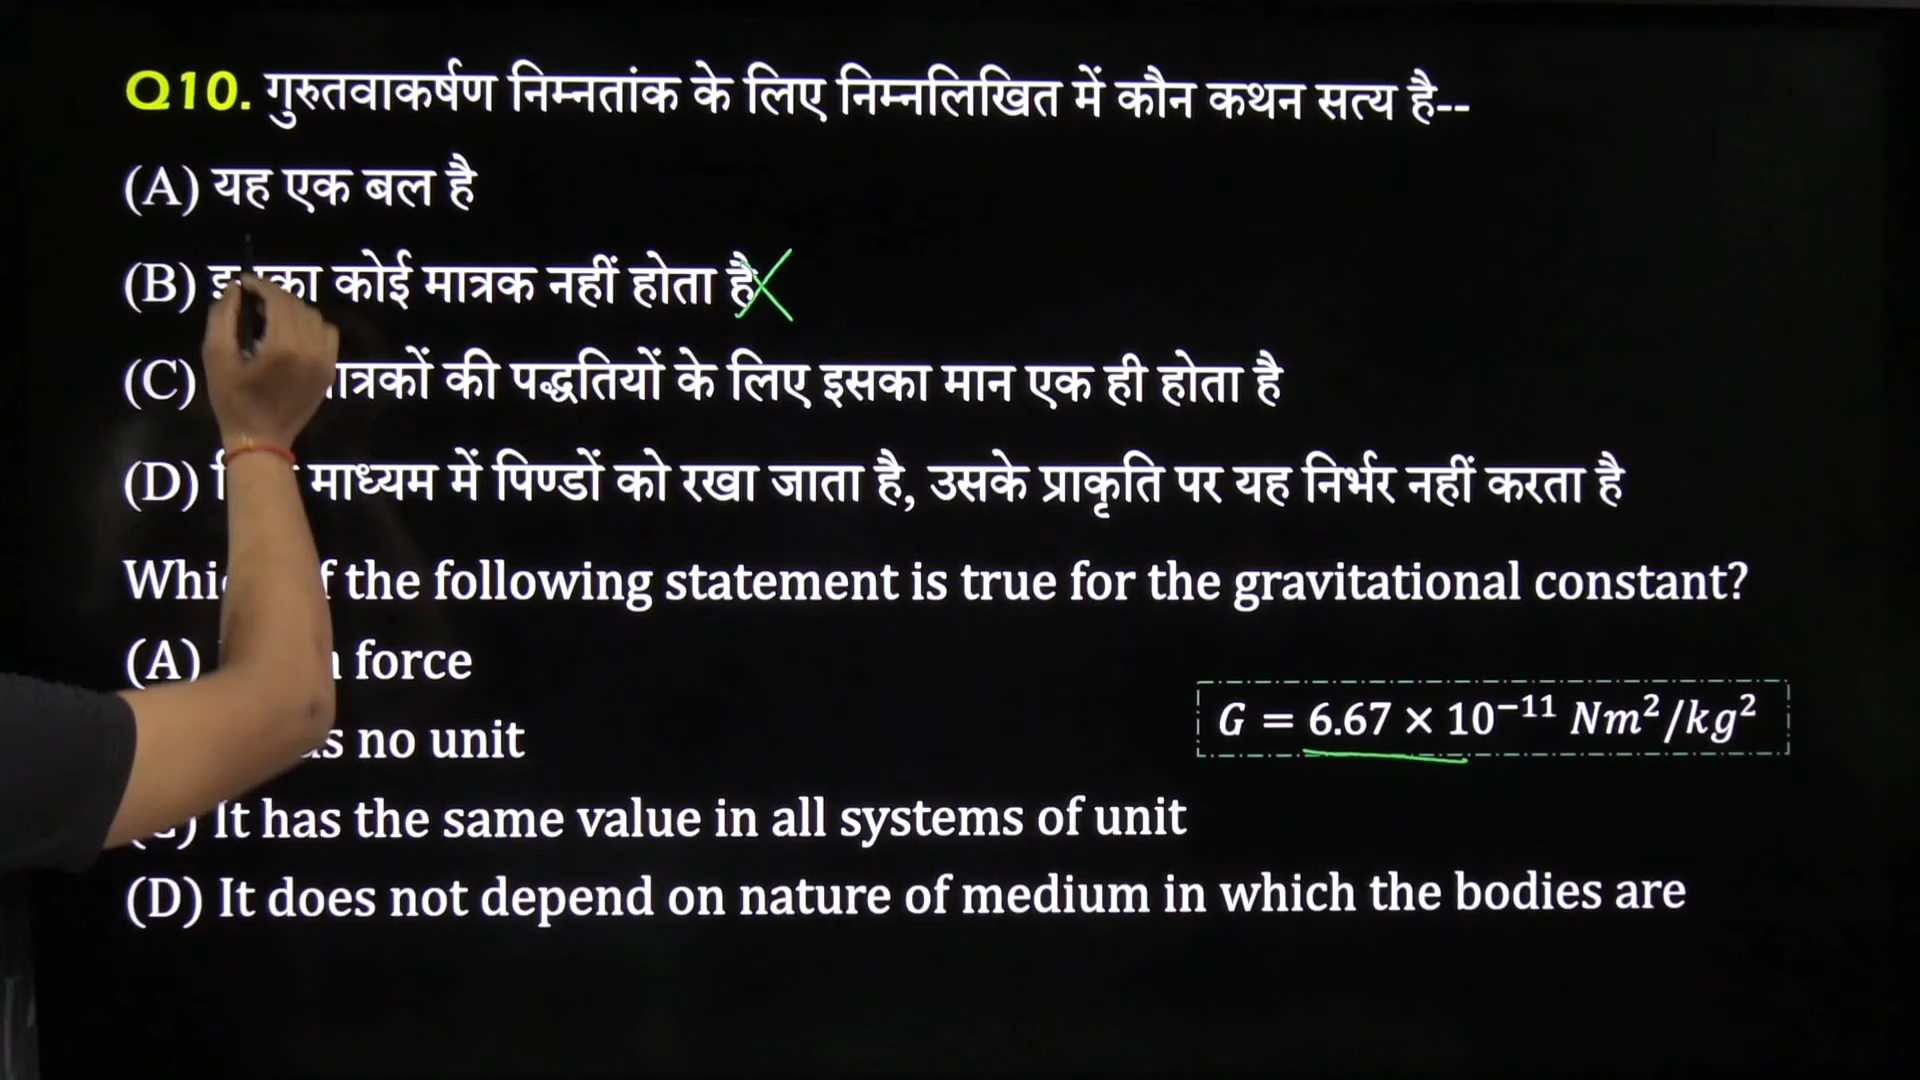 Q10. गुरुतवाकर्षण निम्नतांक के लिए निम्नलिखित में कौन कथन सत्य है--
(A) यह एक बल है
(B) कोई मात्रक नहीं होता है
(C) की पद्धतियों के लिए इसका मान एक ही होता है
(D) माध्यम में पिण्डों को रखा जाता है, उसके प्राकृति पर यह निर्भर नहीं करता है
the following statement is true for the gravitational constant?
(A) force
no unit
G = 6.67 × 10⁻¹¹ Nm²/kg²
It has the same value in all systems of unit
(D) It does not depend on nature of medium in which the bodies are